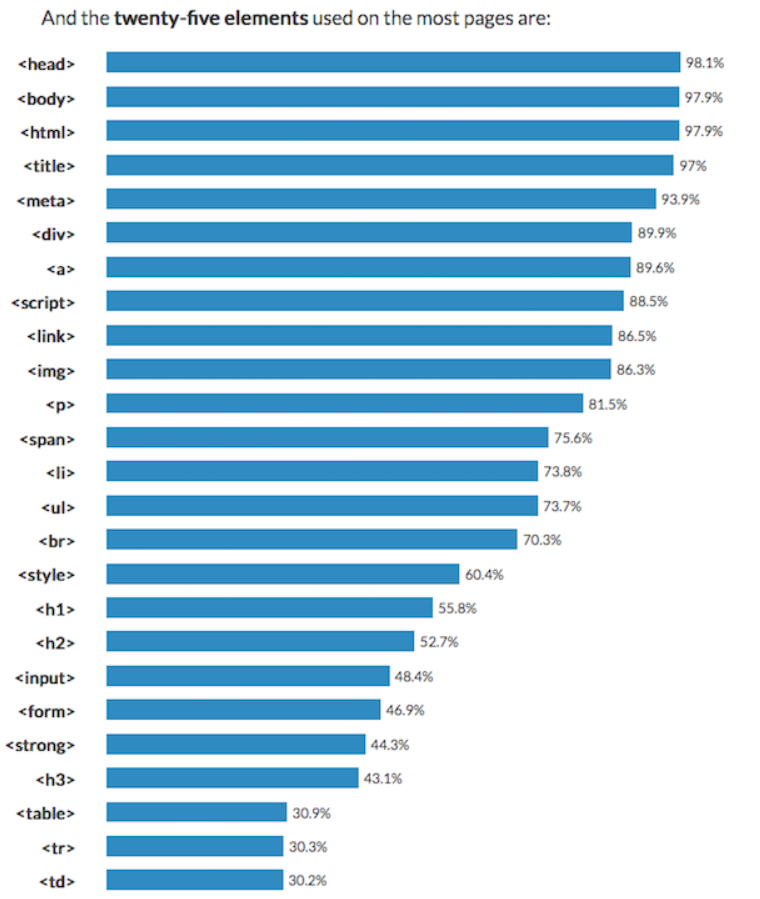 And the twenty-five elements used on the most pages are:
<head> 98.1%
<body> 97.9%
<html> 97.9%
<title> 97%
<meta> 93.9%
<div> 89.9%
<a> 89.6%
<script> 88.5%
<link> 86.5%
<img> 86.3%
<p> 81.5%
<span> 75.6%
<li> 73.8%
<ul> 73.7%
<br> 70.3%
<style> 60.4%
<h1> 55.8%
<h2> 52.7%
<input> 48.4%
<form> 46.9%
<strong> 44.3%
<h3> 43.1%
<table> 30.9%
<tr> 30.3%
<td> 30.2%